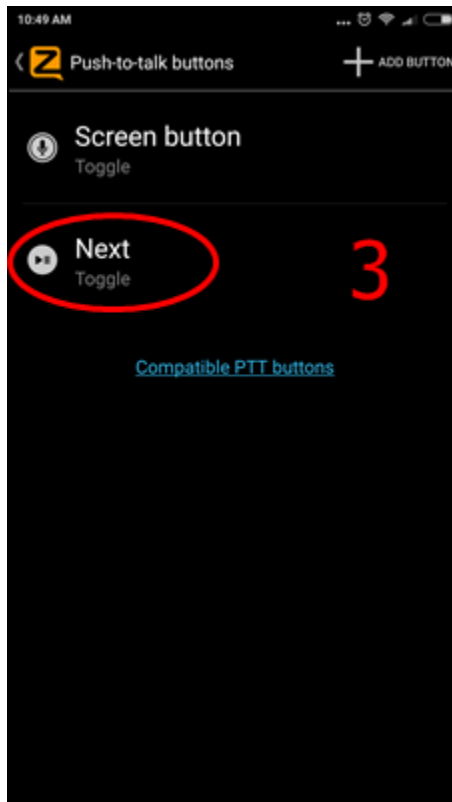 10:49 AM
Push-to-talk buttons
ADD BUTTON
Screen button
Toggle
Next
Toggle
3
Compatible PTT buttons